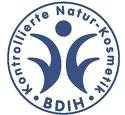 Kontrollierte Natur-Kosmetik
· BDIH ·